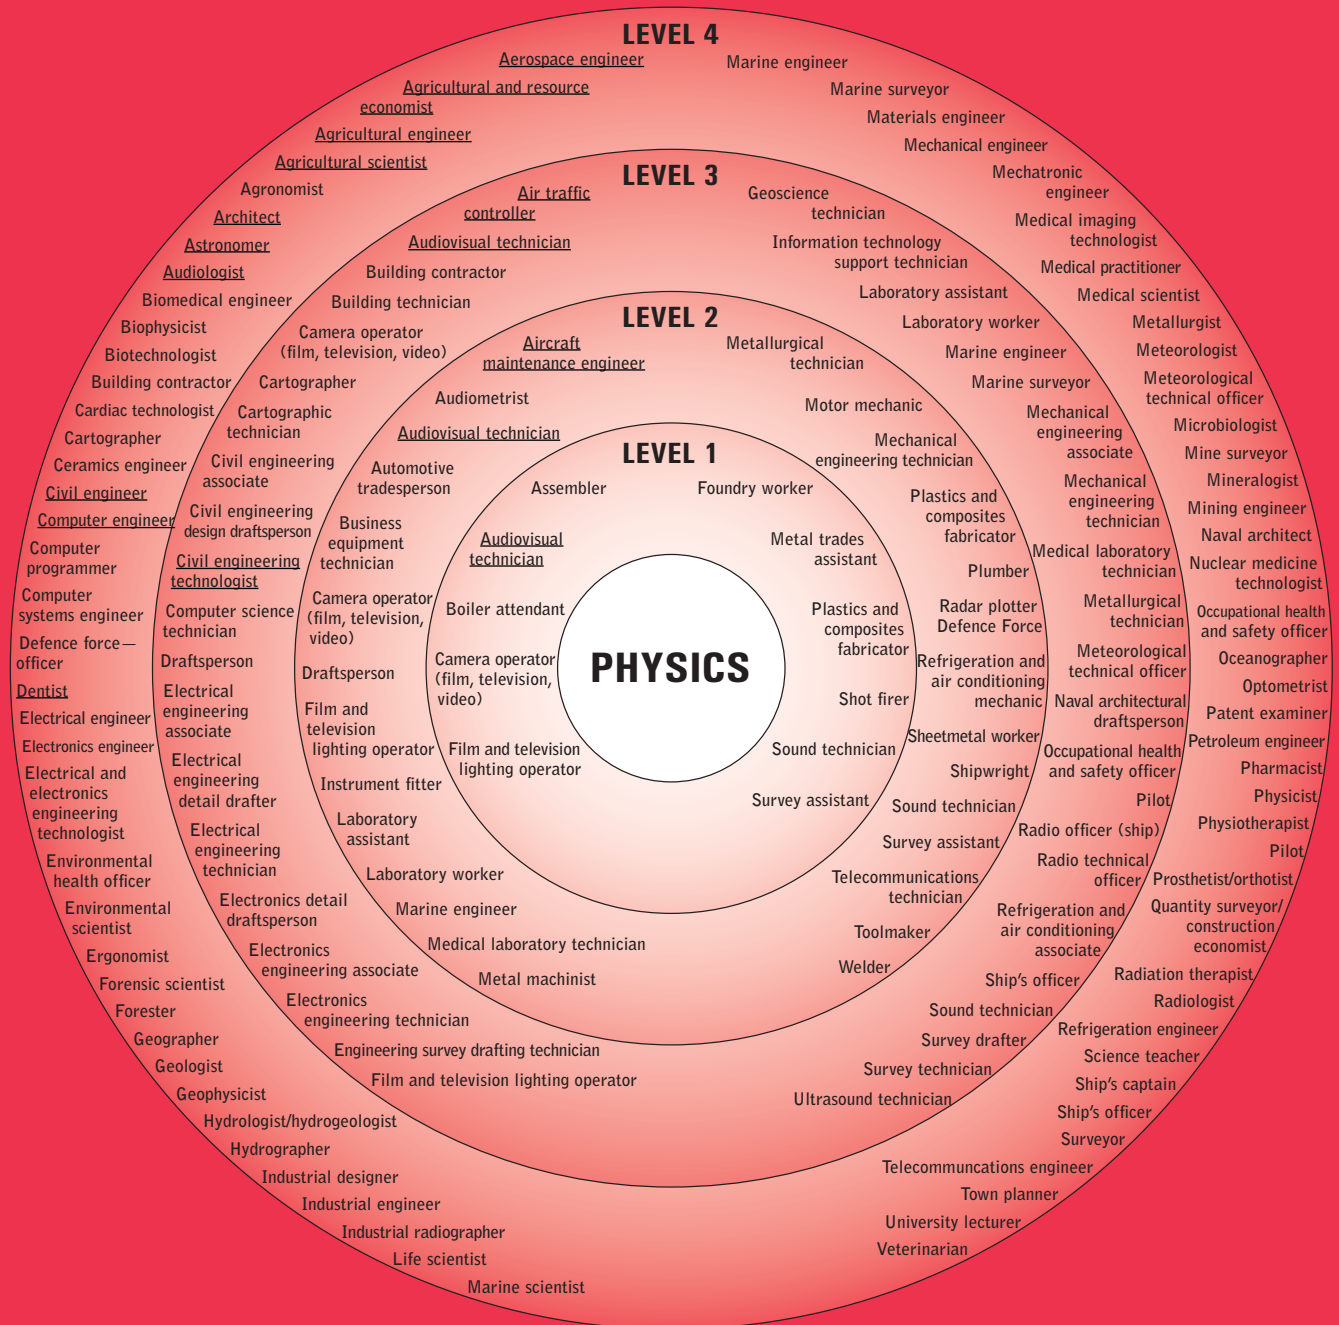 LEVEL 4
Aerospace engineer
Agricultural and resource
economist
Agricultural engineer
Agricultural scientist
Agronomist
Architect
Astronomer
Audiologist
Biomedical engineer
Biophysicist
Biotechnologist
Building contractor
Cardiac technologist
Cartographer
Ceramics engineer
Civil engineer
Computer engineer
Computer
programmer
Computer
systems engineer
Defence force—
officer
Dentist
Electrical engineer
Electronics engineer
Electrical and
electronics
engineering
technologist
Environmental
health officer
Environmental
scientist
Ergonomist
Forensic scientist
Forester
Geographer
Geologist
Geophysicist
Hydrologist/hydrogeologist
Hydrographer
Industrial designer
Industrial engineer
Industrial radiographer
Life scientist
Marine scientist
Marine engineer
Marine surveyor
Materials engineer
Mechanical engineer
Mechatronic
engineer
Medical imaging
technologist
Medical practitioner
Medical scientist
Metallurgist
Meteorologist
Meteorological
technical officer
Microbiologist
Mine surveyor
Mineralogist
Mining engineer
Naval architect
Nuclear medicine
technologist
Occupational health
and safety officer
Oceanographer
Optometrist
Patent examiner
Petroleum engineer
Pharmacist
Physicist
Physiotherapist
Pilot
Prosthetist/orthotist
Quantity surveyor/
construction
economist
Radiation therapist
Radiologist
Refrigeration engineer
Science teacher
Ship's captain
Ship's officer
Surveyor
Telecommuncations engineer
Town planner
University lecturer
Veterinarian
LEVEL 3
Air traffic
controller
Audiovisual technician
Building contractor
Building technician
Camera operator
(film, television, video)
Cartographer
Cartographic
technician
Civil engineering
associate
Civil engineering
design draftsperson
Civil engineering
technologist
Computer science
technician
Draftsperson
Electrical
engineering
associate
Electrical
engineering
detail drafter
Electrical
engineering
technician
Electronics detail
draftsperson
Electronics
engineering associate
Electronics
engineering technician
Engineering survey drafting technician
Film and television lighting operator
Geoscience
technician
Information technology
support technician
Laboratory assistant
Laboratory worker
Marine engineer
Marine surveyor
Mechanical
engineering
associate
Mechanical
engineering
technician
Medical laboratory
technician
Metallurgical
technician
Meteorological
technical officer
Naval architectural
draftsperson
Occupational health
and safety officer
Pilot
Radio officer (ship)
Radio technical
officer
Refrigeration and
air conditioning
associate
Ship's officer
Sound technician
Survey drafter
Survey technician
Ultrasound technician
LEVEL 2
Aircraft
maintenance engineer
Audiometrist
Audiovisual technician
Automotive
tradesperson
Business
equipment
technician
Camera operator
(film, television,
video)
Draftsperson
Film and
television
lighting operator
Instrument fitter
Laboratory
assistant
Laboratory worker
Marine engineer
Medical laboratory technician
Metal machinist
Metallurgical
technician
Motor mechanic
Mechanical
engineering technician
Plastics and
composites
fabricator
Plumber
Radar plotter
Defence Force
Refrigeration and
air conditioning
mechanic
Sheetmetal worker
Shipwright
Sound technician
Survey assistant
Telecommunications
technician
Toolmaker
Welder
LEVEL 1
Assembler
Audiovisual
technician
Boiler attendant
Camera operator
(film, television,
video)
Film and television
lighting operator
Foundry worker
Metal trades
assistant
Plastics and
composites
fabricator
Shot firer
Sound technician
Survey assistant
PHYSICS